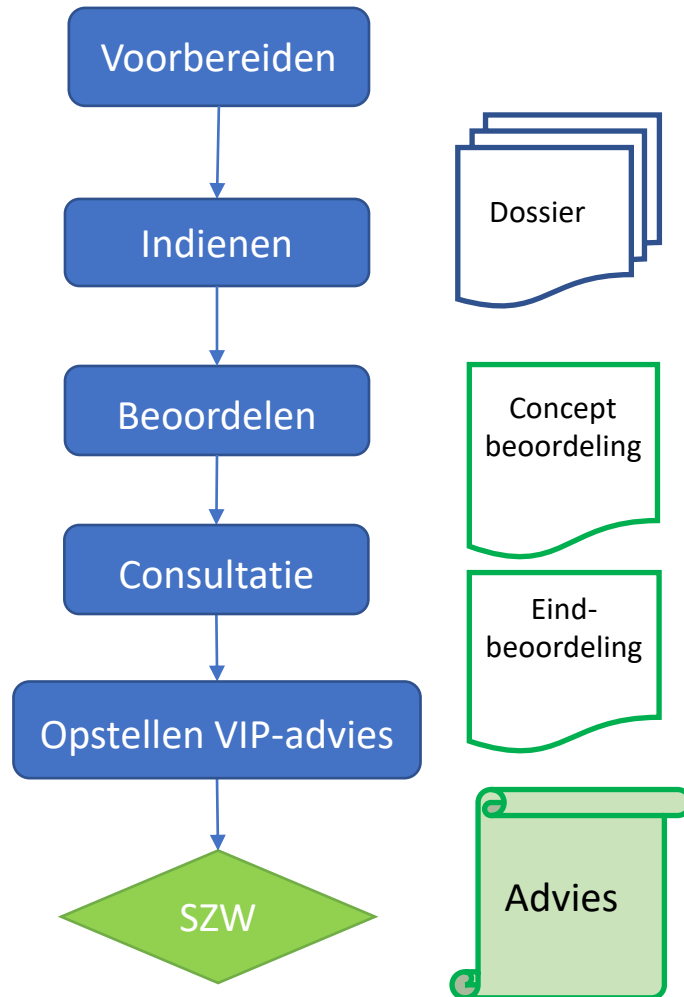 Voorbereiden
Indienen
Dossier
Beoordelen
Concept
beoordeling
Consultatie
Eind-
beoordeling
Opstellen VIP-advies
SZW
Advies